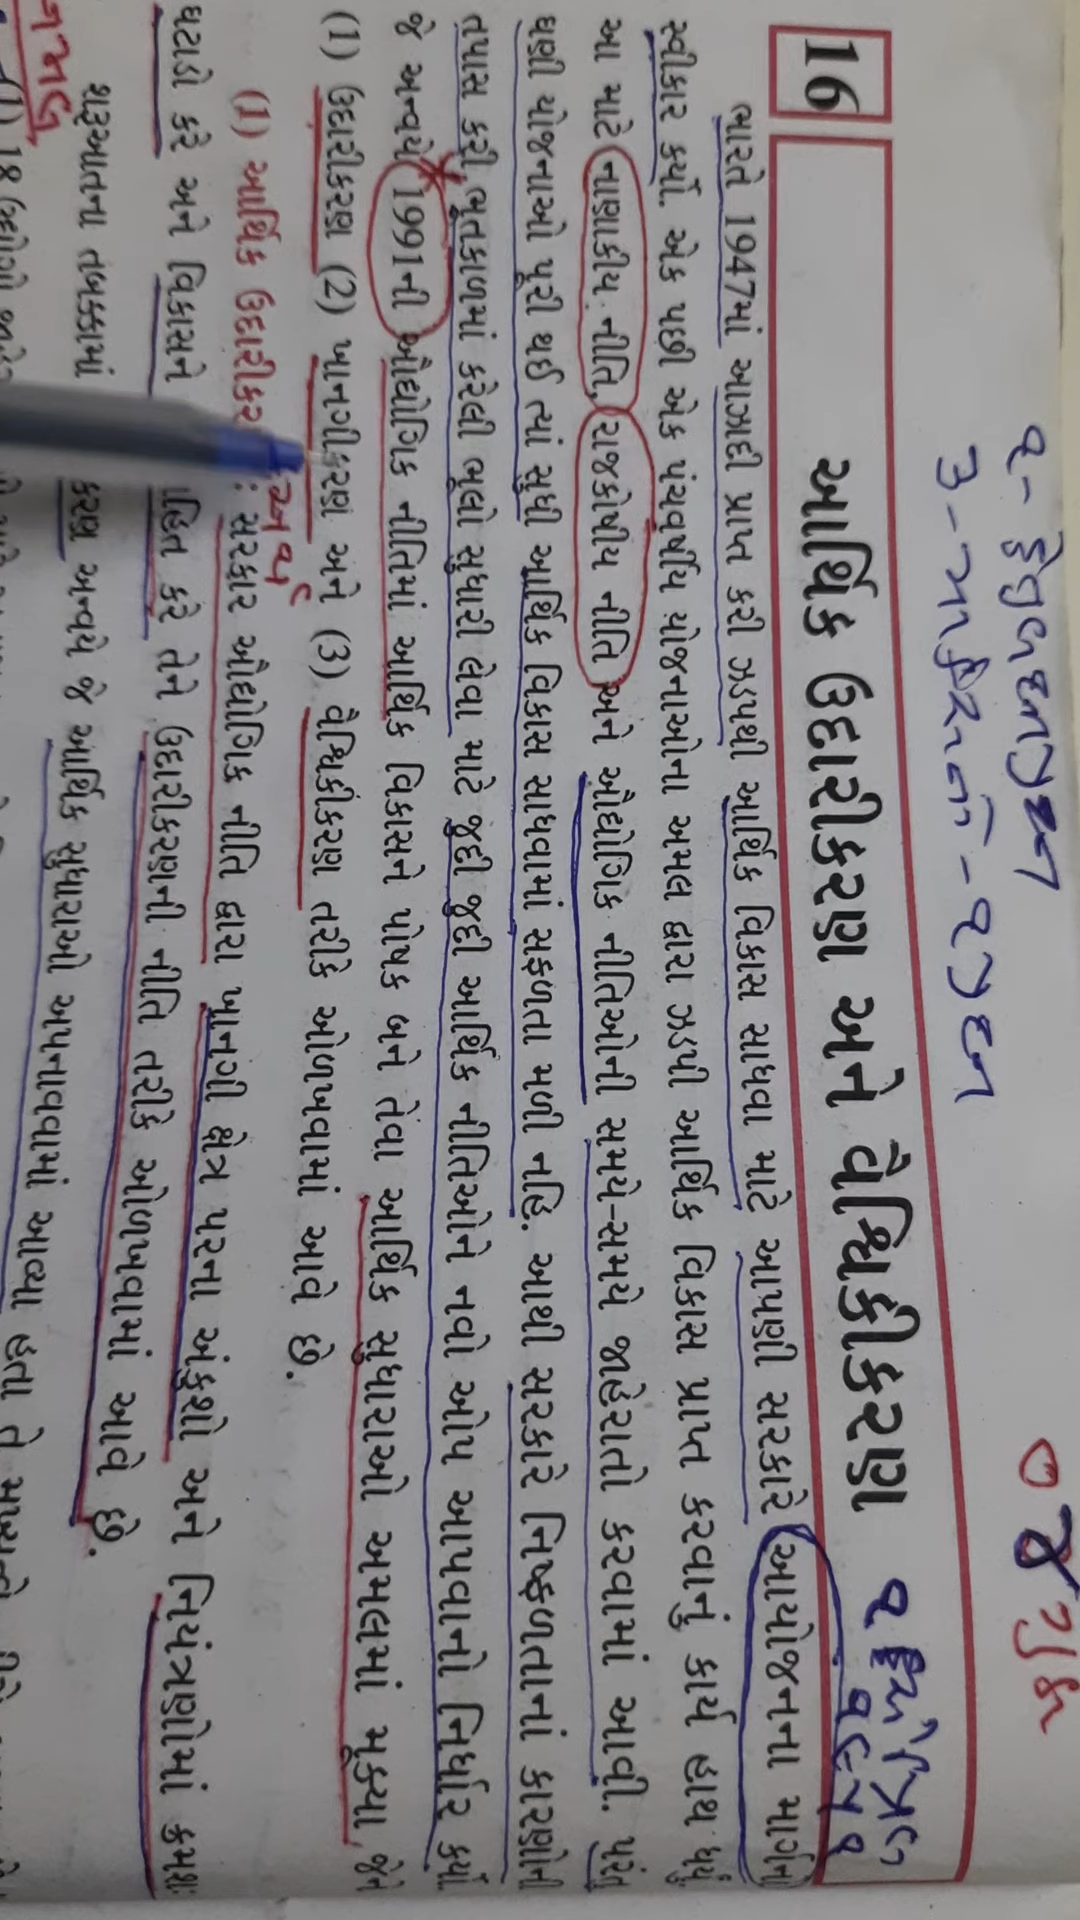 16
આર્થિક ઉદારીકરણ અને વૈશ્વિકીકરણ
ભારતે 1947માં આઝાદી પ્રાપ્ત કરી ઝડપથી આર્થિક વિકાસ સાધવા માટે આપણી સરકારે આયોજનના માર્ગનો
સ્વીકાર કર્યો. એક પછી એક પંચવર્ષીય યોજનાઓના અમલ દ્વારા ઝડપી આર્થિક વિકાસ પ્રાપ્ત કરવાનું કાર્ય હાથ ધર્યું
આ માટે નાણાકીય નીતિ, રાજકોષીય નીતિ અને ઔદ્યોગિક નીતિઓની સમયે-સમયે જાહેરાતો કરવામાં આવી. પરંતુ
ઘણી યોજનાઓ પૂરી થઈ ત્યાં સુધી આર્થિક વિકાસ સાધવામાં સફળતા મળી નહિ. આથી સરકારે નિષ્ફળતાનાં કારણોની
તપાસ કરી, ભૂતકાળમાં કરેલી ભૂલો સુધારી લેવા માટે જુદી જુદી આર્થિક નીતિઓને નવો ઓપ આપવાનો નિર્ધાર કર્યો
જે અન્વયે 1991ની ઔદ્યોગિક નીતિમાં આર્થિક વિકાસને પોષક બને તેવા આર્થિક સુધારાઓ અમલમાં મૂક્યા, જેને
(1) ઉદારીકરણ (2) ખાનગીકરણ અને (3) વૈશ્વિકીકરણ તરીકે ઓળખવામાં આવે છે.
(1) આર્થિક ઉદારીકર : સરકાર ઔદ્યોગિક નીતિ દ્વારા ખાનગી ક્ષેત્ર પરના અંકુશો અને નિયંત્રણોમાં ક્રમશઃ
ઘટાડો કરે અને વિકાસને હિત કરે તેને ઉદારીકરણની નીતિ તરીકે ઓળખવામાં આવે છે.
શરૂઆતના તબક્કામાં કરણ અન્વયે જે આર્થિક સુધારાઓ અપનાવવામાં આવ્યા હતા તે
(1) 18